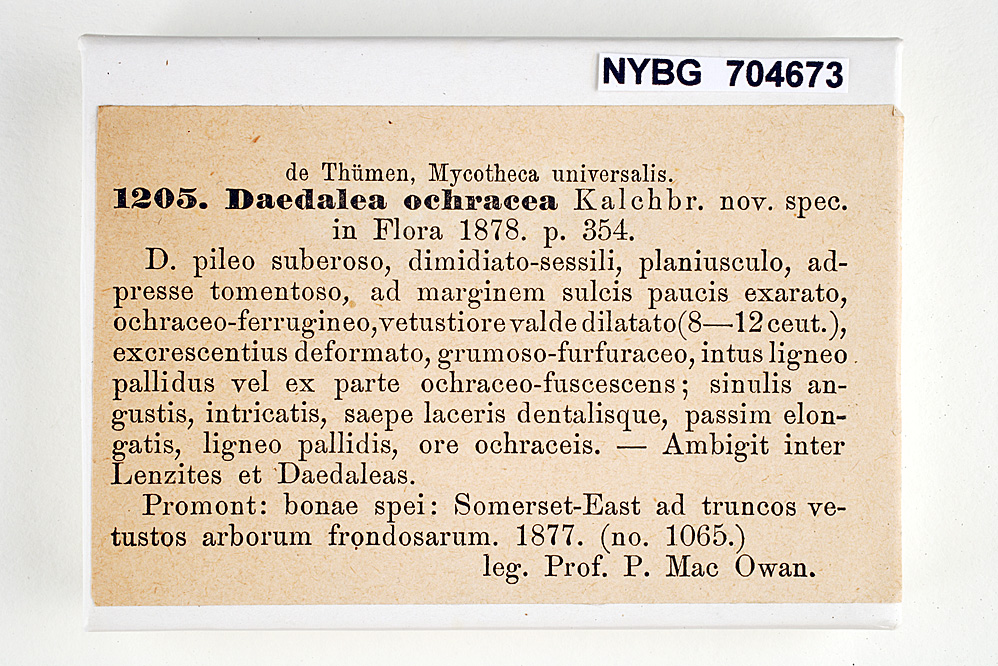 NYBG 704673
de Thümen, Mycotheca universalis.
1205. Daedalea ochracea Kalchbr. nov. spec.
in Flora 1878. p. 354.
D. pileo suberoso, dimidiato-sessili, planiusculo, ad-
presse tomentoso, ad marginem sulcis paucis exarato,
ochraceo-ferrugineo, vetustiore valde dilatato (8—12 ceut.),
excrescentius deformato, grumoso-furfuraceo, intus ligneo
pallidus vel ex parte ochraceo-fuscescens; sinulis an-
gustis, intricatis, saepe laceris dentalisque, passim elon-
gatis, ligneo pallidis, ore ochraceis. — Ambigit inter
Lenzites et Daedaleas.
Promont: bonae spei: Somerset-East ad truncos ve-
tustos arborum frondosarum. 1877. (no. 1065.)
leg. Prof. P. Mac Owan.